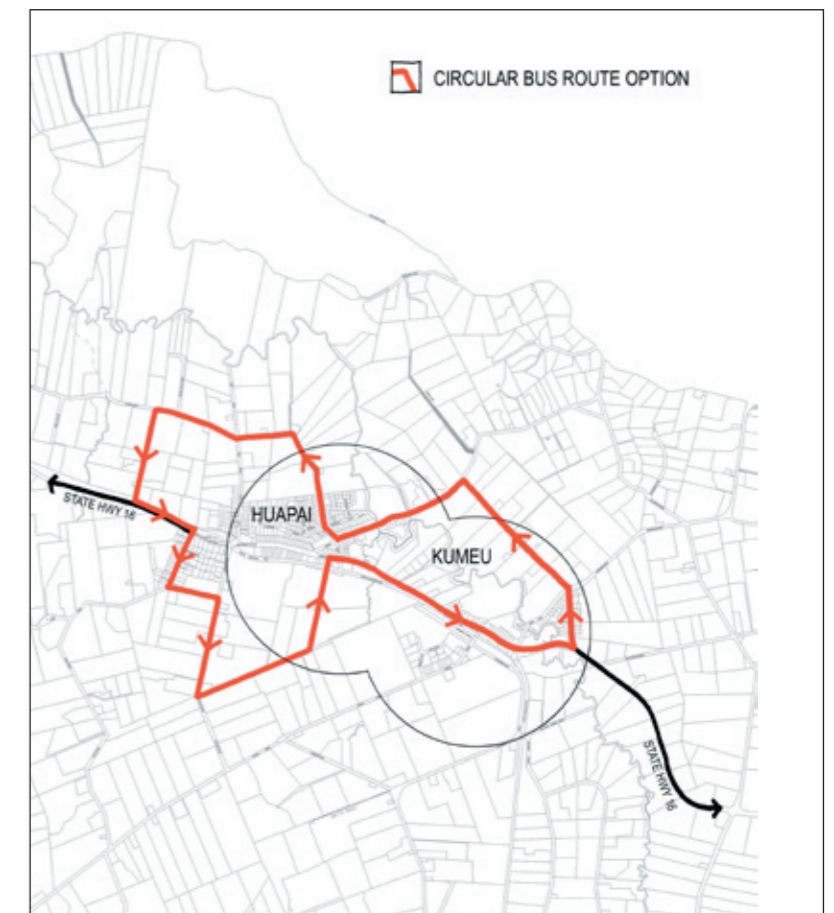 CIRCULAR BUS ROUTE OPTION
HUAPAI
STATE HWY 16
KUMEU
STATE HWY 16